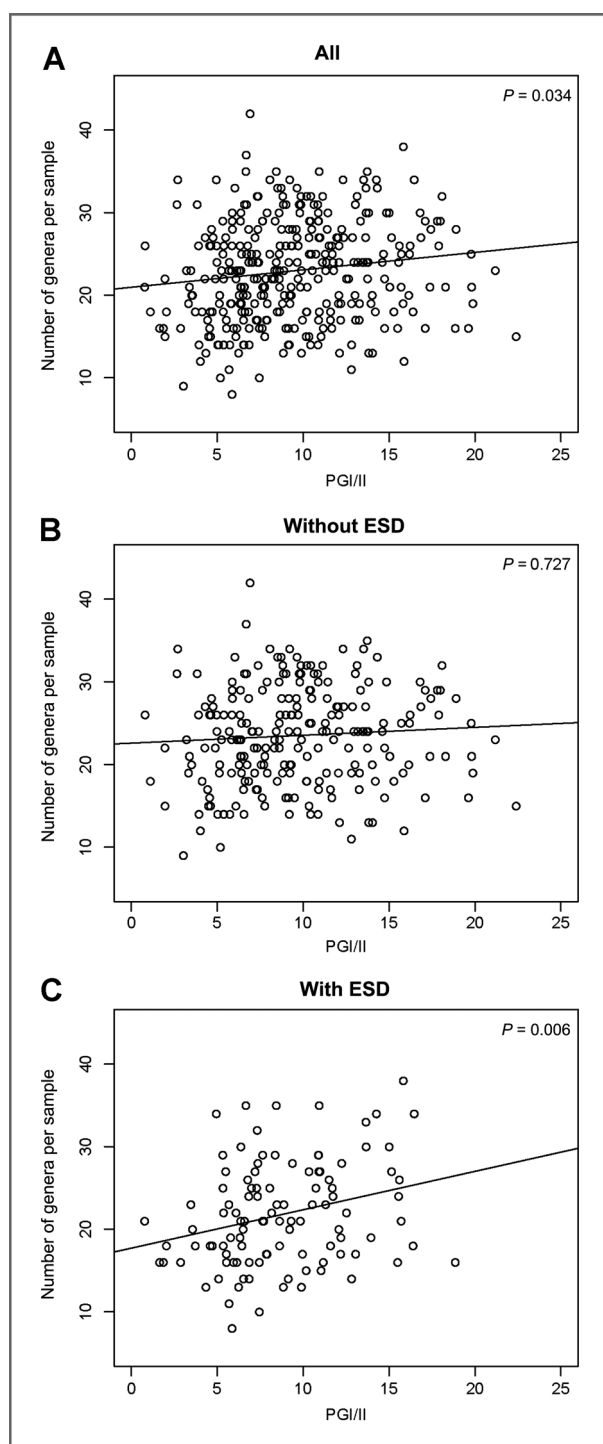 A
All
P = 0.034
Number of genera per sample
40
30
20
10
0 5 10 15 20 25
PGI/II
B
Without ESD
P = 0.727
Number of genera per sample
40
30
20
10
0 5 10 15 20 25
PGI/II
C
With ESD
P = 0.006
Number of genera per sample
40
30
20
10
0 5 10 15 20 25
PGI/II